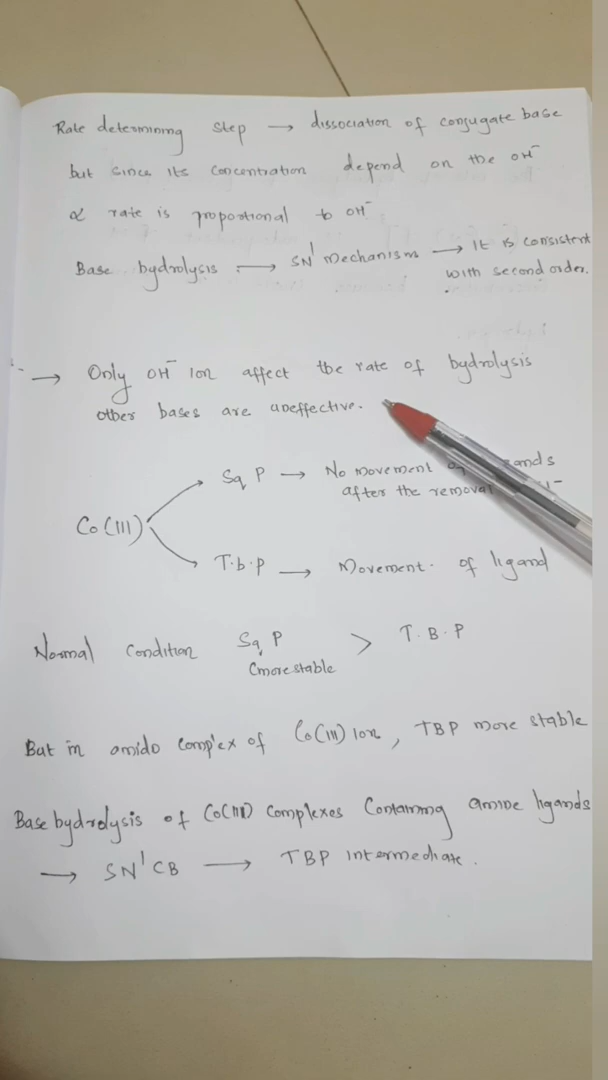 Rate determining step → dissociation of conjugate base
but since its concentration depend on the OH⁻
α rate is proportional to OH⁻
Base hydrolysis → SN¹ mechanism → It is consistent
with second order.
→ Only OH⁻ ion affect the rate of hydrolysis
other bases are uneffective.
Sq P → No movement
after the removal
Co(III)
T.b.p → Movement of ligand
Normal condition Sq P > T.B.P
(more stable
But in amido complex of Co(III) ion, TBP more stable
Base hydrolysis of Co(III) complexes containing amine ligands
→ SN¹CB → TBP intermediate.